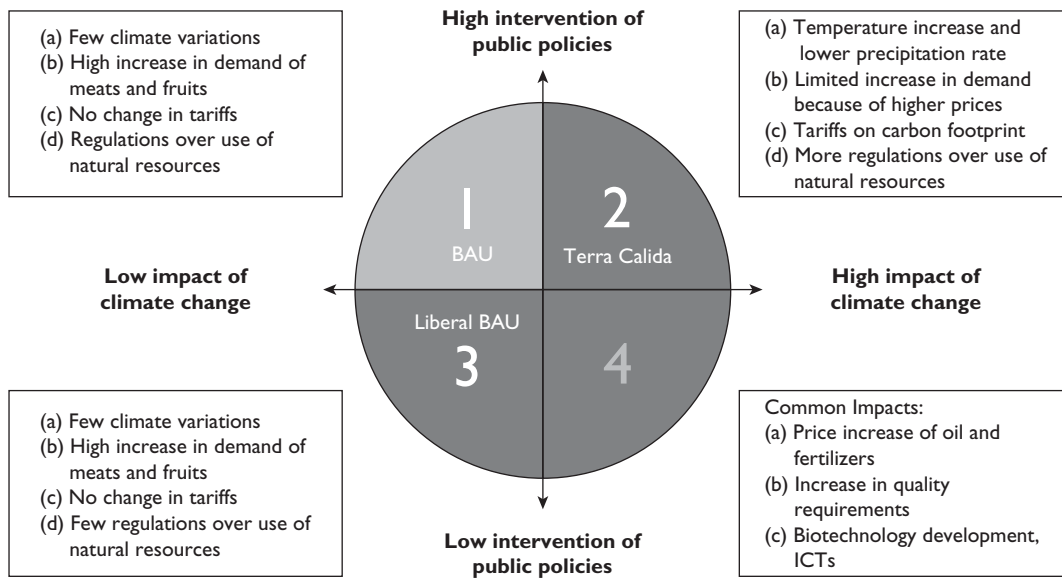 (a) Few climate variations
(b) High increase in demand of
meats and fruits
(c) No change in tariffs
(d) Regulations over use of
natural resources
High intervention of
public policies
(a) Temperature increase and
lower precipitation rate
(b) Limited increase in demand
because of higher prices
(c) Tariffs on carbon footprint
(d) More regulations over use of
natural resources
1
BAU
2
Terra Calida
Low impact of
climate change
High impact of
climate change
Liberal BAU
3
4
(a) Few climate variations
(b) High increase in demand of
meats and fruits
(c) No change in tariffs
(d) Few regulations over use of
natural resources
Low intervention of
public policies
Common Impacts:
(a) Price increase of oil and
fertilizers
(b) Increase in quality
requirements
(c) Biotechnology development,
ICTs